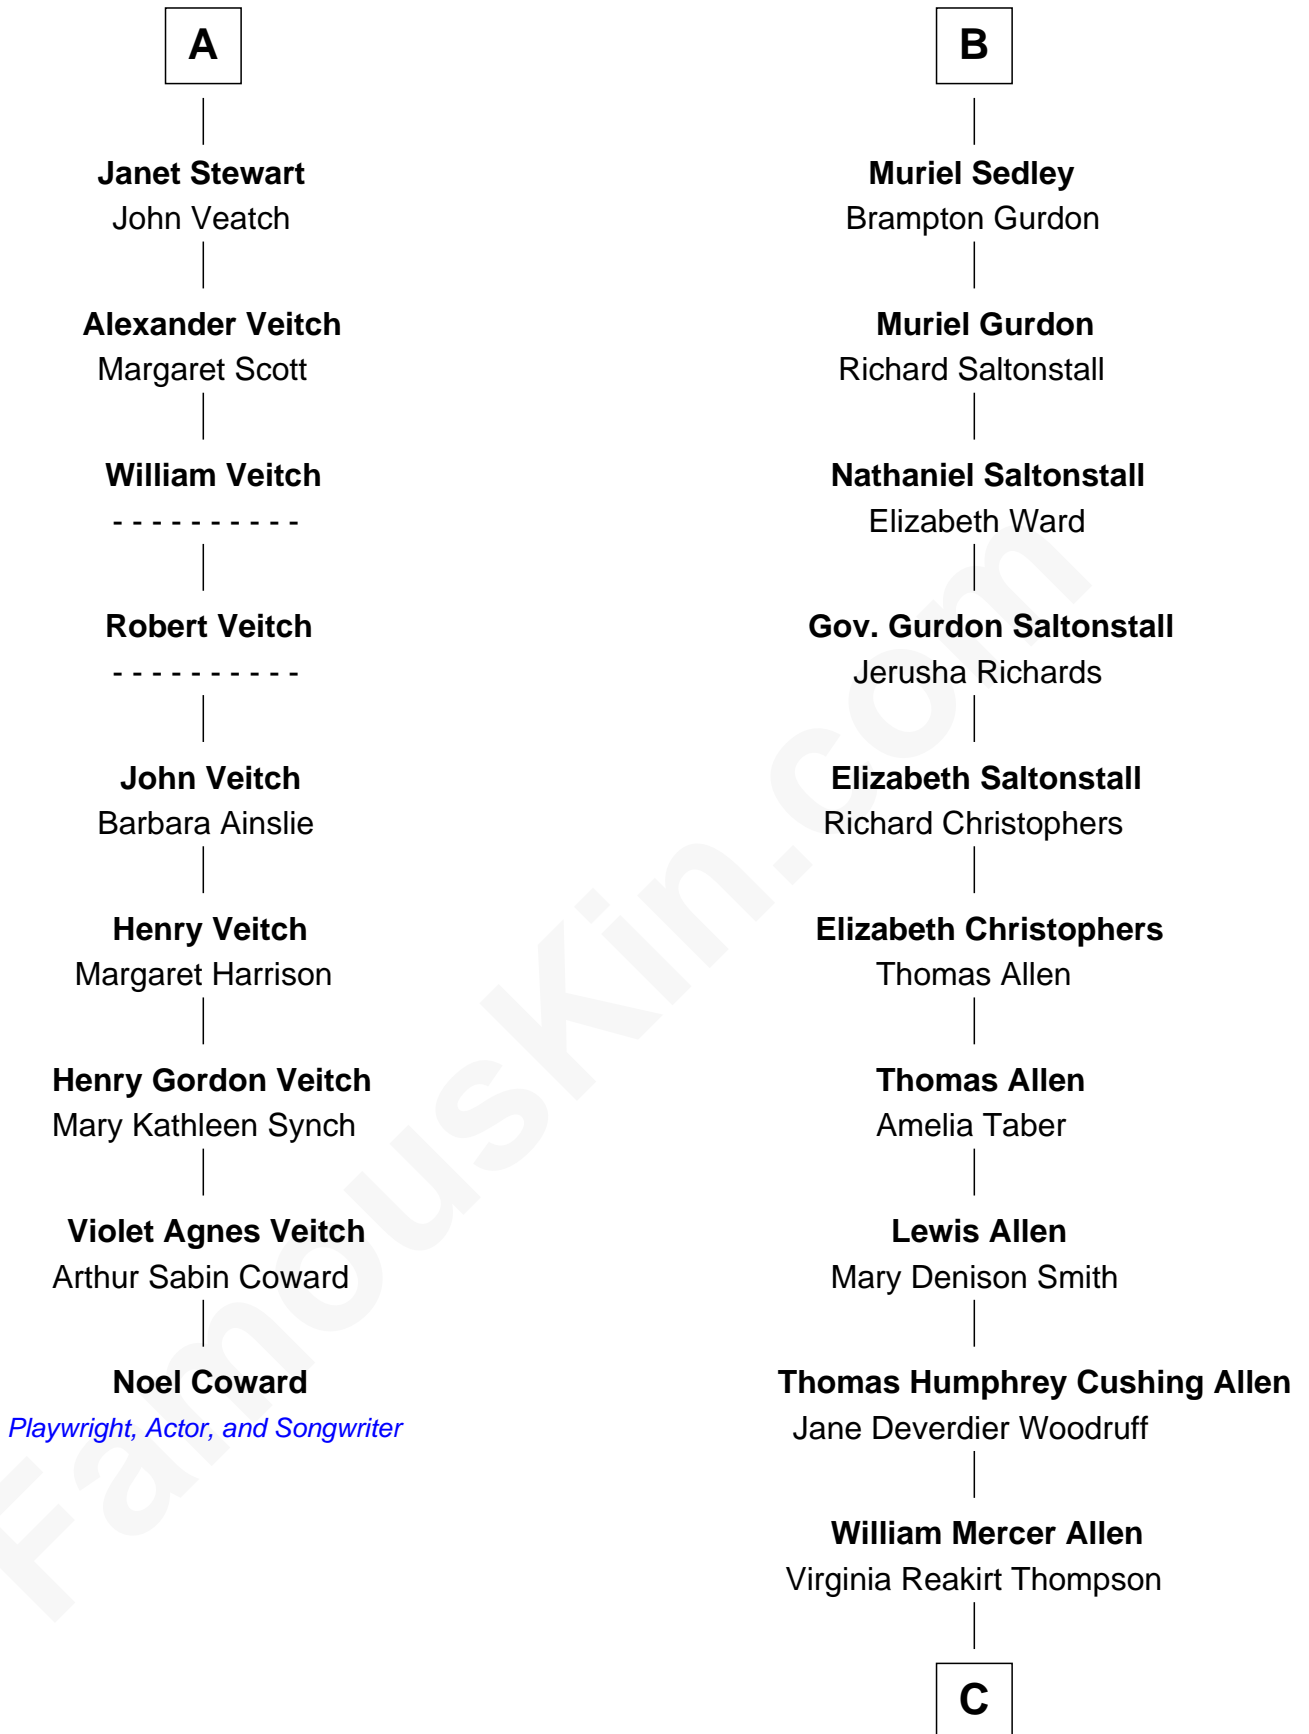 A
Janet Stewart
John Veatch
Alexander Veitch
Margaret Scott
William Veitch
- - - - - - - - - -
Robert Veitch
- - - - - - - - - -
John Veitch
Barbara Ainslie
Henry Veitch
Margaret Harrison
Henry Gordon Veitch
Mary Kathleen Synch
Violet Agnes Veitch
Arthur Sabin Coward
Noel Coward
Playwright, Actor, and Songwriter
B
Muriel Sedley
Brampton Gurdon
Muriel Gurdon
Richard Saltonstall
Nathaniel Saltonstall
Elizabeth Ward
Gov. Gurdon Saltonstall
Jerusha Richards
Elizabeth Saltonstall
Richard Christophers
Elizabeth Christophers
Thomas Allen
Thomas Allen
Amelia Taber
Lewis Allen
Mary Denison Smith
Thomas Humphrey Cushing Allen
Jane Deverdier Woodruff
William Mercer Allen
Virginia Reakirt Thompson
C
FamousKin.com